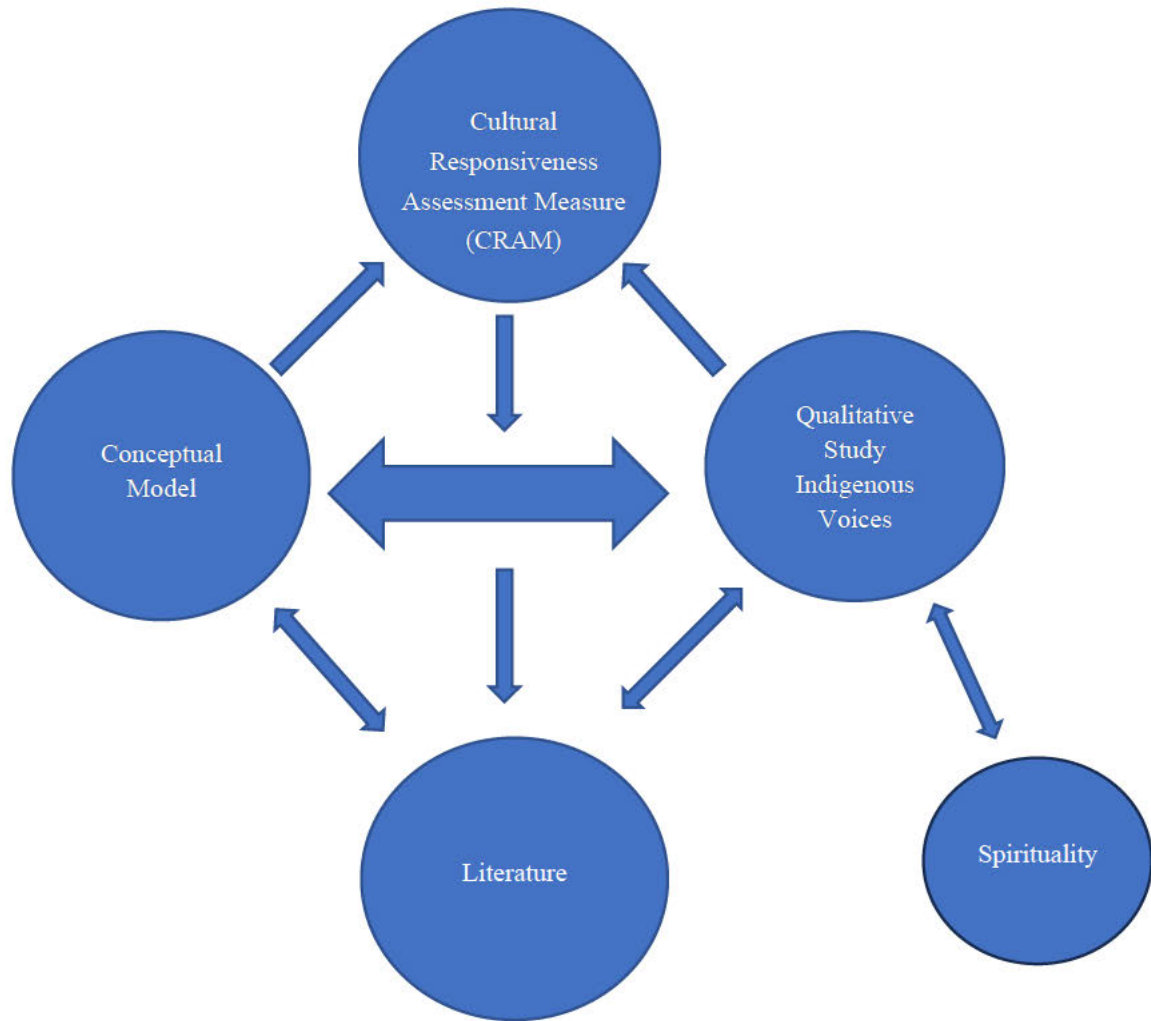 Cultural
Responsiveness
Assessment Measure
(CRAM)
Conceptual
Model
Qualitative
Study
Indigenous
Voices
Literature
Spirituality